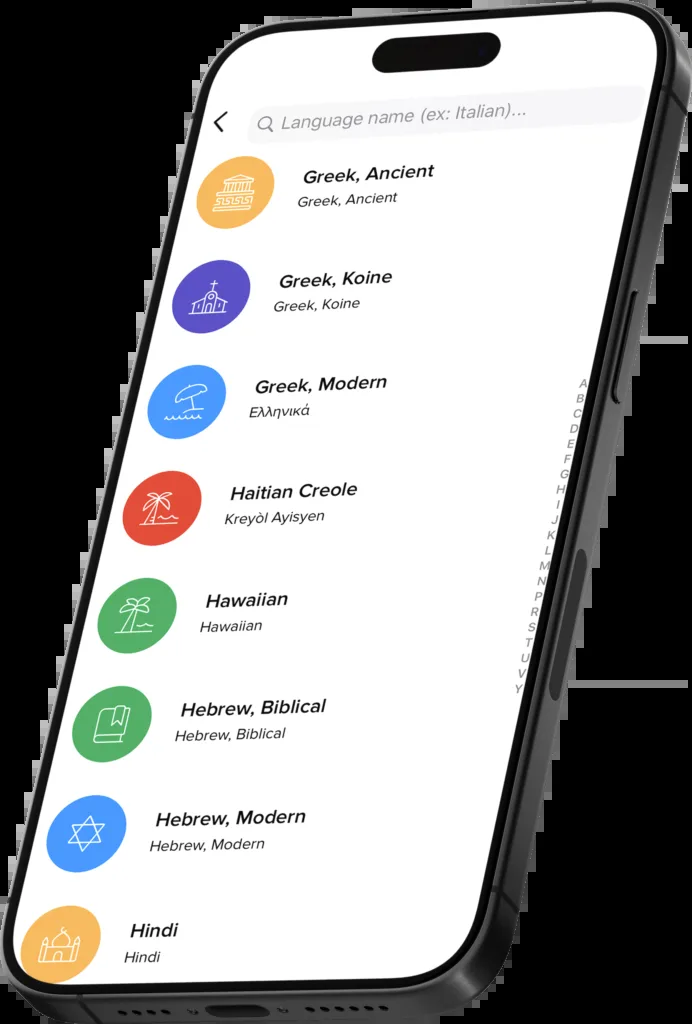 Language name (ex: Italian)...
Greek, Ancient
Greek, Ancient
Greek, Koine
Greek, Koine
Greek, Modern
Ελληνικά
Haitian Creole
Kreyòl Ayisyen
Hawaiian
Hawaiian
Hebrew, Biblical
Hebrew, Biblical
Hebrew, Modern
Hebrew, Modern
Hindi
Hindi
A
B
C
D
E
F
G
H
I
J
K
L
M
N
P
R
S
T
U
V
Y